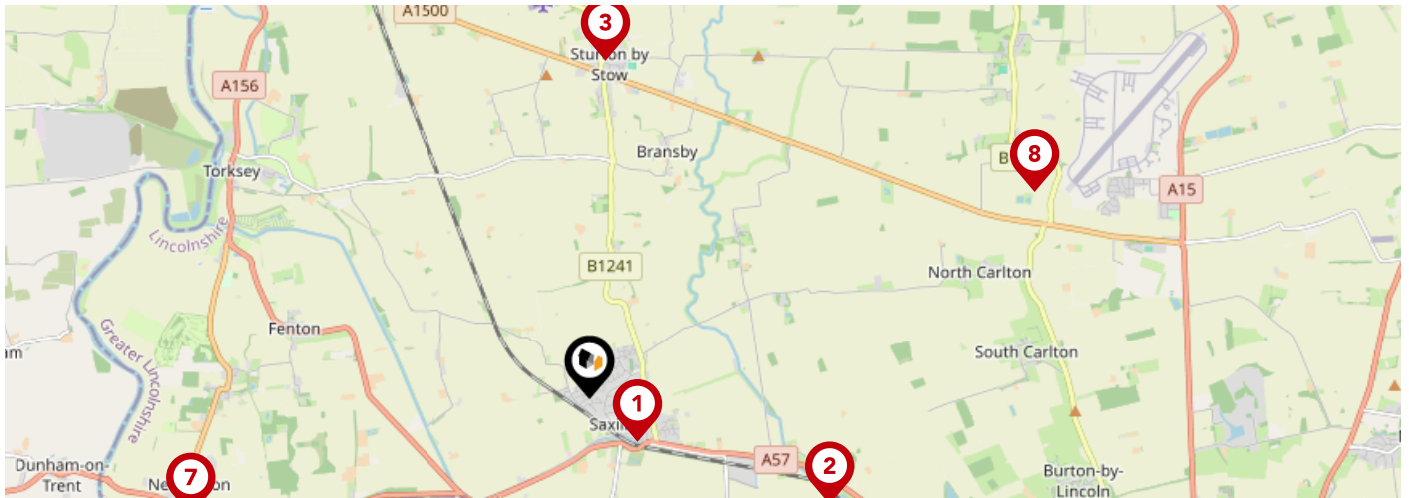 A1500
3
Sturton by
Stow
A156
Bransby
8
Torksey
A15
Lincolnshire
B1241
North Carlton
Greater Lincolnshire
Fenton
South Carlton
1
A57
2
Dunham-on-
Trent
7
Burton-by-
Lincoln